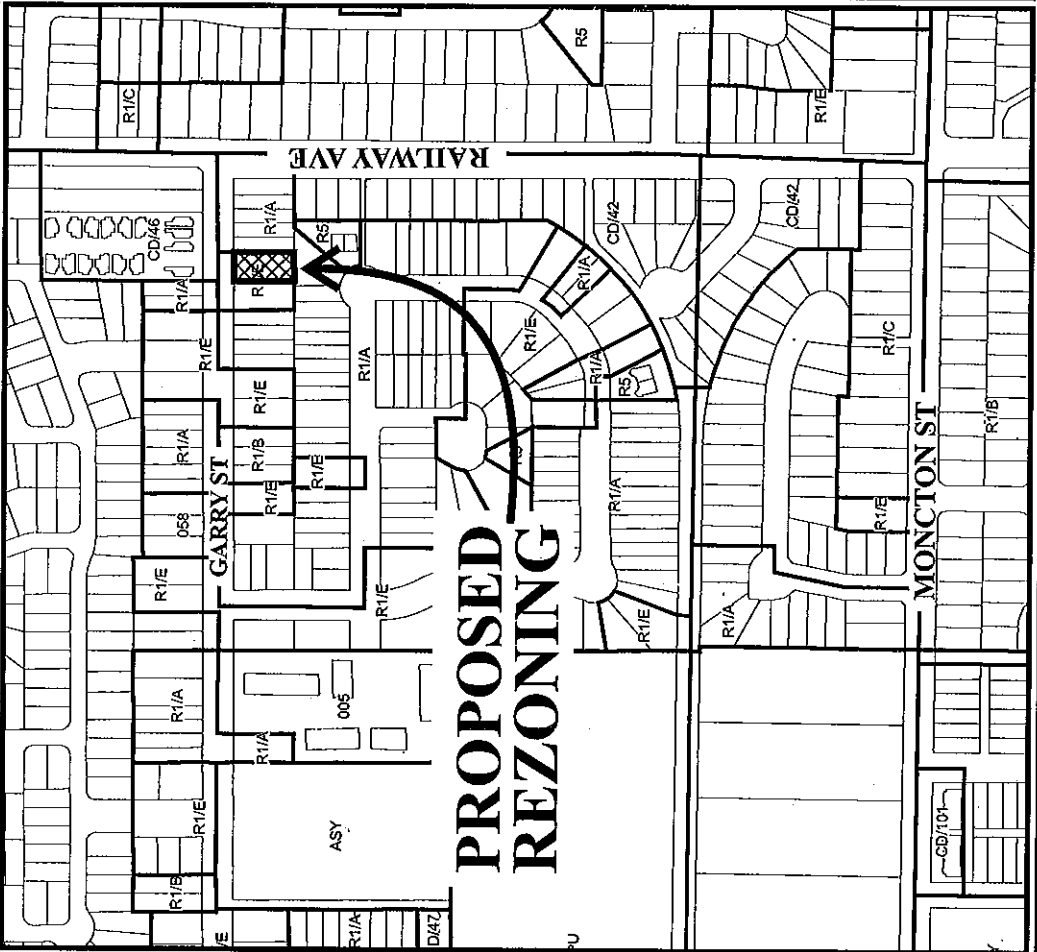 R5
R1/C
R1/E
RAILWAY AVE
R1/A
CD/46
R5
CD/42
CD/42
R1/A
R1/A
R1/E
R1/E
R1/A
R1/C
R1/E
R1/A
R5
R1/A
R1/B
R1/E
R1/B
GARRY ST
058
R1/E
R1/A
MONCTON ST
R1/E
R1/E
R1/E
R1/A
R1/E
PROPOSED
REZONING
R1/A
005
R1/A
R1/E
ASY
CD/101
R1/B
R1/A
D/47
/E
PU